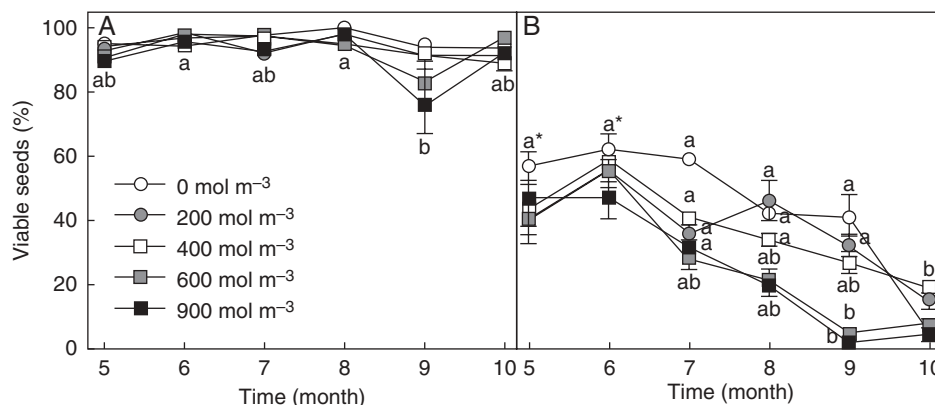 A
B
Viable seeds (%)
100
80
60
40
20
0
0 mol m⁻³
200 mol m⁻³
400 mol m⁻³
600 mol m⁻³
900 mol m⁻³
ab
a
ab
a
b
ab
5 6 7 8 9 10
Time (month)
a*
a*
a
a
a
a
a
a
a
a
ab
ab
ab
ab
b
b
b
5 6 7 8 9 10
Time (month)